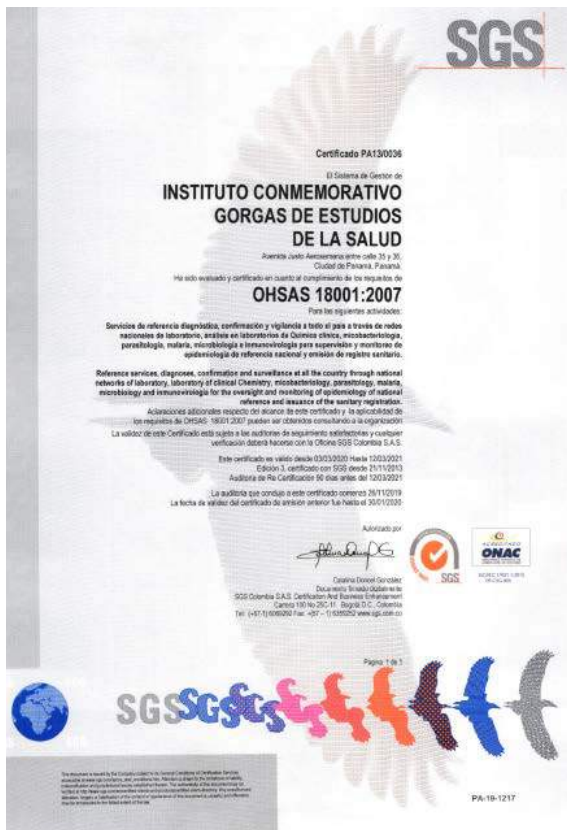 SGS
Certificado PA13/0036
El Sistema de Gestión de
INSTITUTO CONMEMORATIVO
GORGAS DE ESTUDIOS
DE LA SALUD
Avenida Justo Arosemena entre calle 35 y 36,
Ciudad de Panamá, Panamá.
Ha sido evaluado y certificado en cuanto al cumplimiento de los requisitos de
OHSAS 18001:2007
Para las siguientes actividades:
Servicios de referencia diagnóstica, confirmación y vigilancia a todo el país a través de redes
nacionales de laboratorio, análisis en laboratorios de Química clínica, micobacteriología,
parasitología, malaria, microbiología e inmunovirología para supervisión y monitoreo de
epidemiología de referencia nacional y emisión de registro sanitario.
Reference services, diagnoses, confirmation and surveillance at all the country through national
networks of laboratory, laboratory of clinical Chemistry, micobacteriology, parasitology, malaria,
microbiology and inmunovirologia for the oversight and monitoring of epidemiology of national
reference and issuance of the sanitary registration.
Aclaraciones adicionales respecto del alcance de este certificado y la aplicabilidad de
los requisitos de OHSAS 18001:2007 pueden ser obtenidos consultando a la organización
La validez de este Certificado está sujeta a las auditorías de seguimiento satisfactorias y cualquier
verificación deberá hacerse con la Oficina SGS Colombia S.A.S.
Este certificado es válido desde 03/03/2020 Hasta 12/03/2021
Edición 3, certificado con SGS desde 21/11/2013
Auditoría de Re Certificación 90 días antes del 12/03/2021
La auditoría que condujo a este certificado comenzó 26/11/2019
La fecha de validez del certificado de emisión anterior fue hasta el 30/01/2020
Autorizado por
SGS
ACREDITADO
ONAC
Catalina Doncel González
Documento firmado digitalmente
SGS Colombia S.A.S. Certification And Business Enhancement
Carrera 100 No 25C-11. Bogotá D.C., Colombia
Página 1 de 3
SGS SGS SGS
PA-19-1217